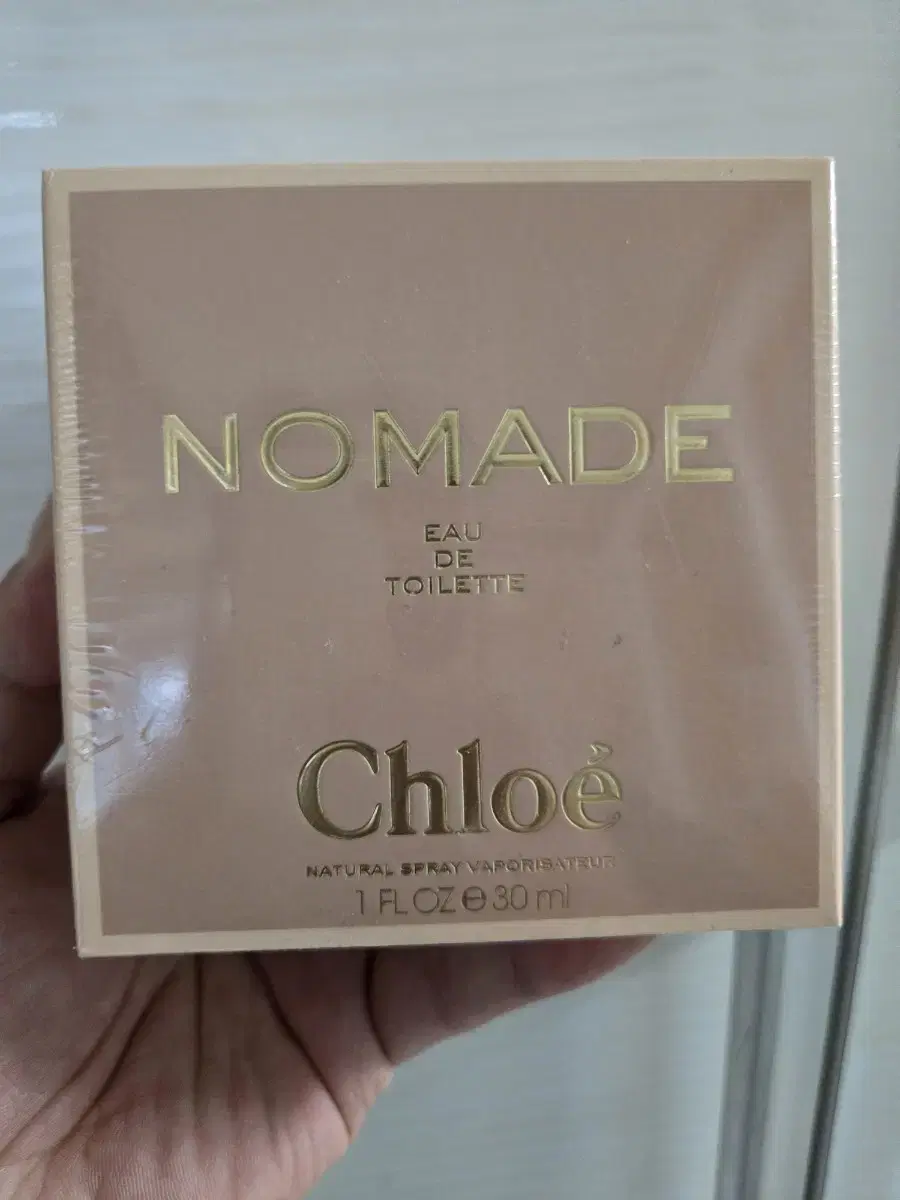 NOMADE
EAU
DE
TOILETTE
Chloé
NATURAL SPRAY VAPORISATEUR
1 FL OZ ℮ 30 ml